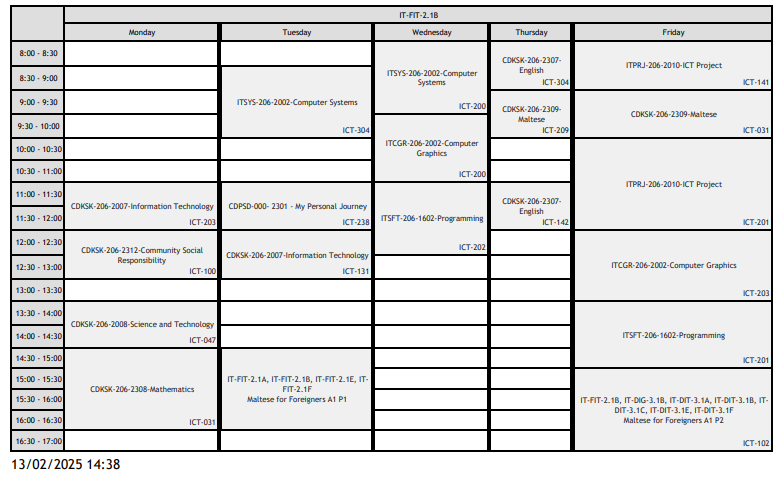 IT-FIT-2.1B
Monday
Tuesday
Wednesday
Thursday
Friday
8:00 - 8:30
8:30 - 9:00
9:00 - 9:30
9:30 - 10:00
10:00 - 10:30
10:30 - 11:00
11:00 - 11:30
11:30 - 12:00
12:00 - 12:30
12:30 - 13:00
13:00 - 13:30
13:30 - 14:00
14:00 - 14:30
14:30 - 15:00
15:00 - 15:30
15:30 - 16:00
16:00 - 16:30
16:30 - 17:00
CDKSK-206-2007-Information Technology
ICT-203
CDKSK-206-2312-Community Social
Responsibility
ICT-100
CDKSK-206-2008-Science and Technology
ICT-047
CDKSK-206-2308-Mathematics
ICT-031
ITSYS-206-2002-Computer Systems
ICT-304
CDPSD-000- 2301 - My Personal Journey
ICT-238
CDKSK-206-2007-Information Technology
ICT-131
IT-FIT-2.1A, IT-FIT-2.1B, IT-FIT-2.1E, IT-
FIT-2.1F
Maltese for Foreigners A1 P1
ITSYS-206-2002-Computer
Systems
ICT-200
ITCGR-206-2002-Computer
Graphics
ICT-200
ITSFT-206-1602-Programming
ICT-202
CDKSK-206-2307-
English
ICT-304
CDKSK-206-2309-
Maltese
ICT-209
CDKSK-206-2307-
English
ICT-142
ITPRJ-206-2010-ICT Project
ICT-141
CDKSK-206-2309-Maltese
ICT-031
ITPRJ-206-2010-ICT Project
ICT-201
ITCGR-206-2002-Computer Graphics
ICT-203
ITSFT-206-1602-Programming
ICT-201
IT-FIT-2.1B, IT-DIG-3.1B, IT-DIT-3.1A, IT-DIT-3.1B, IT-
DIT-3.1C, IT-DIT-3.1E, IT-DIT-3.1F
Maltese for Foreigners A1 P2
ICT-102
13/02/2025 14:38